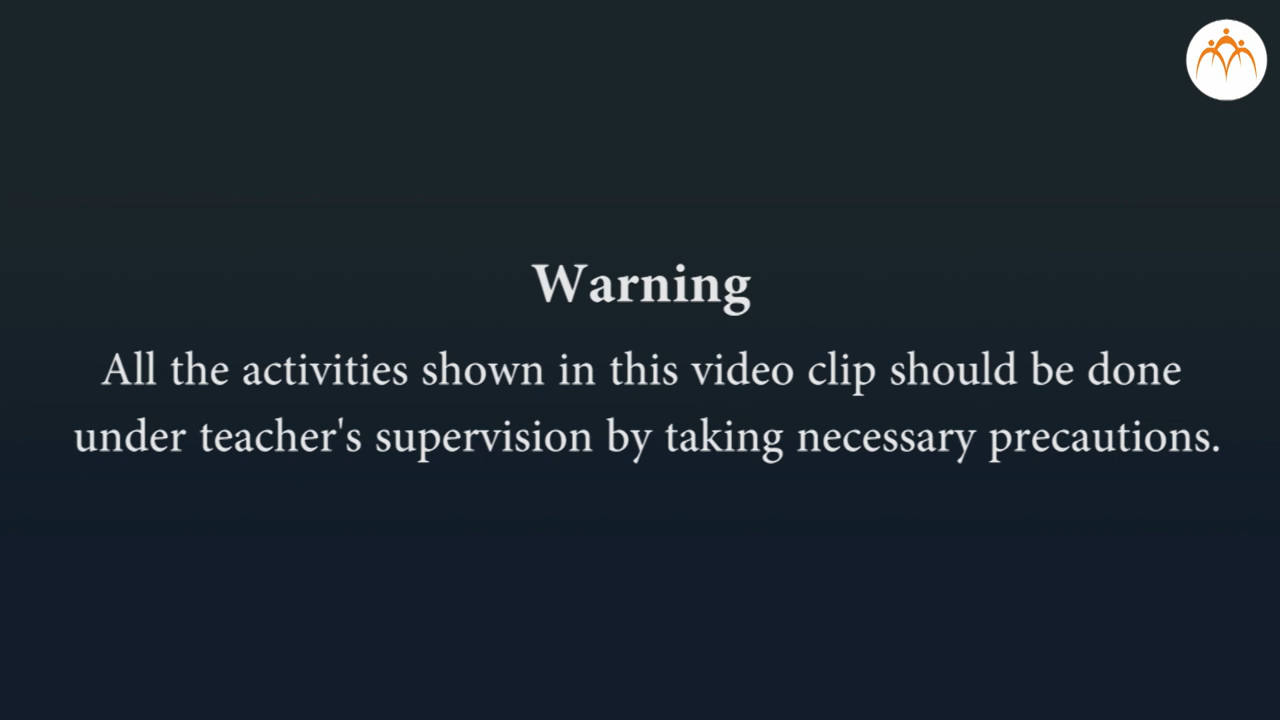 Warning
All the activities shown in this video clip should be done
under teacher's supervision by taking necessary precautions.